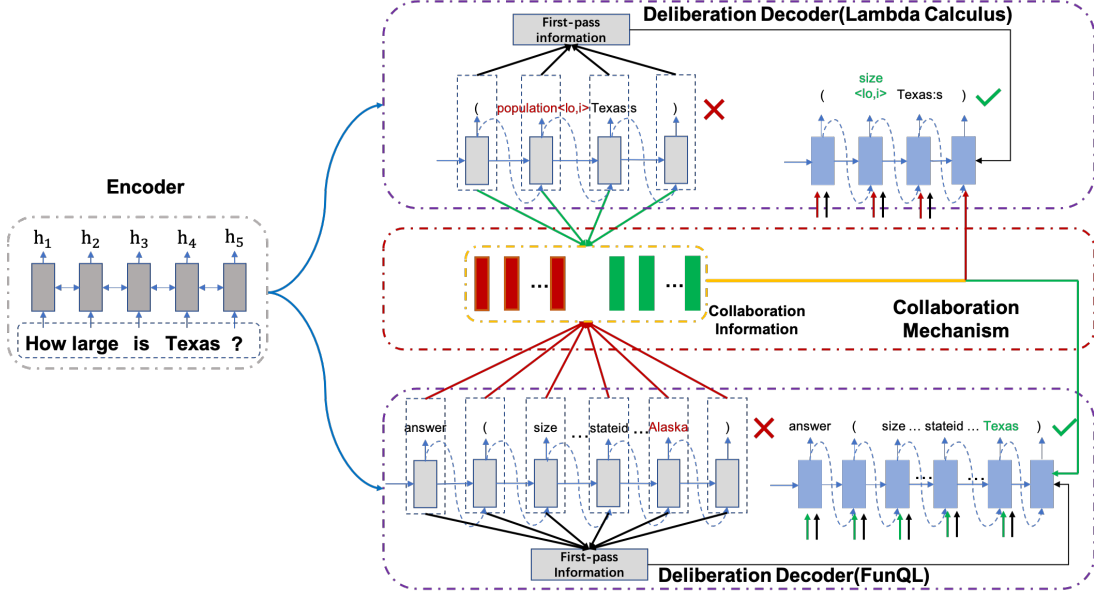 Deliberation Decoder(Lambda Calculus)
First-pass
information
( population<lo,i> Texas:s )
size
<lo,i>
( Texas:s )
Encoder
h1 h2 h3 h4 h5
How large is Texas ?
... ...
Collaboration
Information
Collaboration
Mechanism
answer ( size ... stateid ... Alaska )
answer ( size ... stateid ... Texas )
... ...
First-pass
Information
Deliberation Decoder(FunQL)